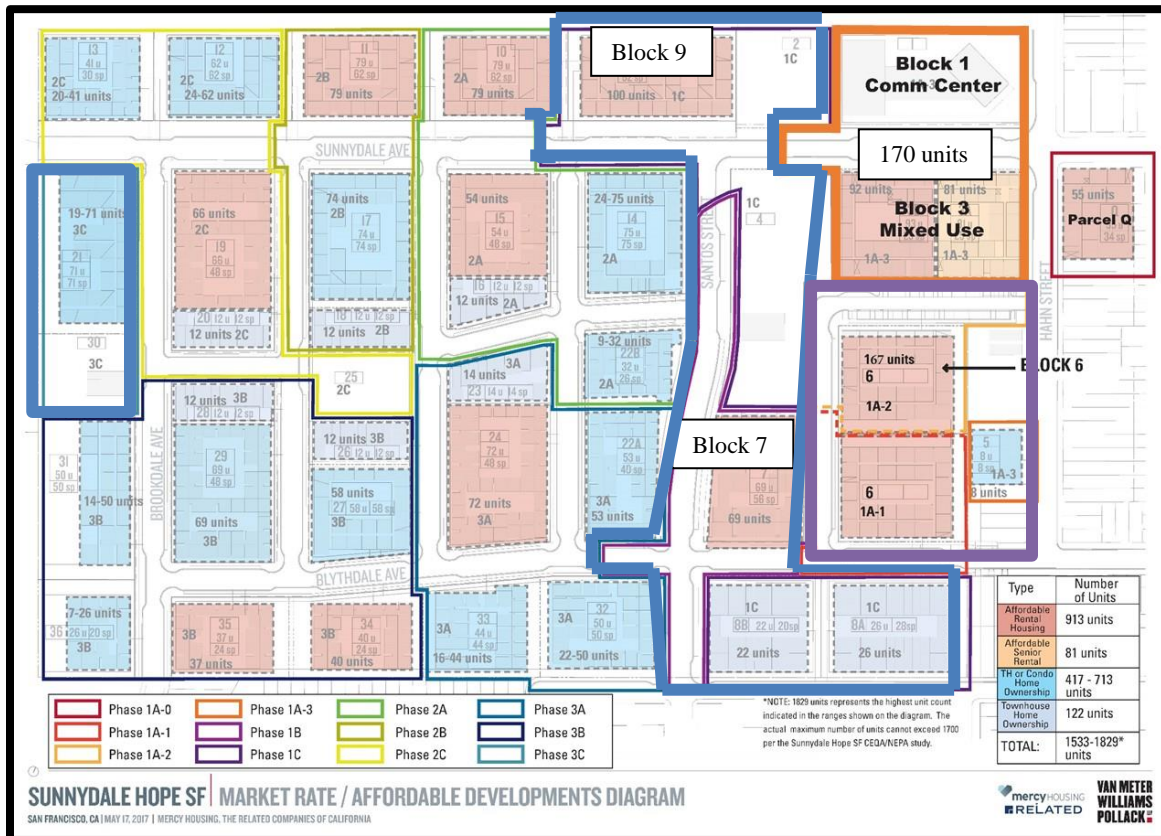 13
41 u
30 sp
2C
20-41 units
12
62 u
62 sp
2C
24-62 units
11
79 u
62 sp
2B
79 units
10
79 u
62 sp
2A
79 units
Block 9
100 units 1C
2
1C
Block 1
Comm Center
SUNNYDALE AVE
170 units
19-71 units
3C
21
71 u
71 sp
66 units
2C
19
66 u
48 sp
74 units
2B
17
74 u
74 sp
54 units
15
54 u
48 sp
2A
24-75 units
14
75 u
75 sp
2A
1C
4
SANTOS STREET
92 units
81 units
Block 3
Mixed Use
1A-3
1A-3
55 units
Parcel Q
34 sp
HAHN STREET
20 12 u 12 sp
12 units 2C
18 12 u 12 sp
12 units 2B
16 12 u 12 sp
12 units 2A
30
3C
25
2C
9-32 units
22B
32 u
26 sp
2A
167 units
6
1A-2
BLOCK 6
12 units 3B
28 12 u 12 sp
3A
14 units
23 14 u 14 sp
12 units 3B
26 12 u 12 sp
24
72 u
48 sp
72 units
3A
22A
53 u
40 sp
3A
53 units
Block 7
69 u
56 sp
69 units
6
1A-1
5
8 u
8 sp
1A-3
8 units
31
50 u
50 sp
14-50 units
3B
BROOKDALE AVE
29
69 u
48 sp
69 units
3B
58 units
27 58 u 58 sp
3B
BLYTHDALE AVE
7-26 units
36 26 u 20 sp
3B
3B
35
37 u
24 sp
37 units
3B
34
40 u
24 sp
40 units
33
44 u
44 sp
3A
16-44 units
32
50 u
50 sp
3A
22-50 units
1C
8B 22 u 20sp
22 units
1C
8A 26 u 28sp
26 units
Type Number of Units
Affordable Rental Housing 913 units
Affordable Senior Rental 81 units
TH or Condo Home Ownership 417 - 713 units
Townhouse Home Ownership 122 units
TOTAL: 1533-1829* units
Phase 1A-0 Phase 1A-3 Phase 2A Phase 3A
Phase 1A-1 Phase 1B Phase 2B Phase 3B
Phase 1A-2 Phase 1C Phase 2C Phase 3C
*NOTE: 1829 units represents the highest unit count
indicated in the ranges shown on the diagram. The
actual maximum number of units cannot exceed 1700
per the Sunnydale Hope SF CEQA/NEPA study.
SUNNYDALE HOPE SF | MARKET RATE / AFFORDABLE DEVELOPMENTS DIAGRAM
SAN FRANCISCO, CA | MAY 17, 2017 | MERCY HOUSING, THE RELATED COMPANIES OF CALIFORNIA
mercyHOUSING
RELATED
VAN METER
WILLIAMS
POLLACK